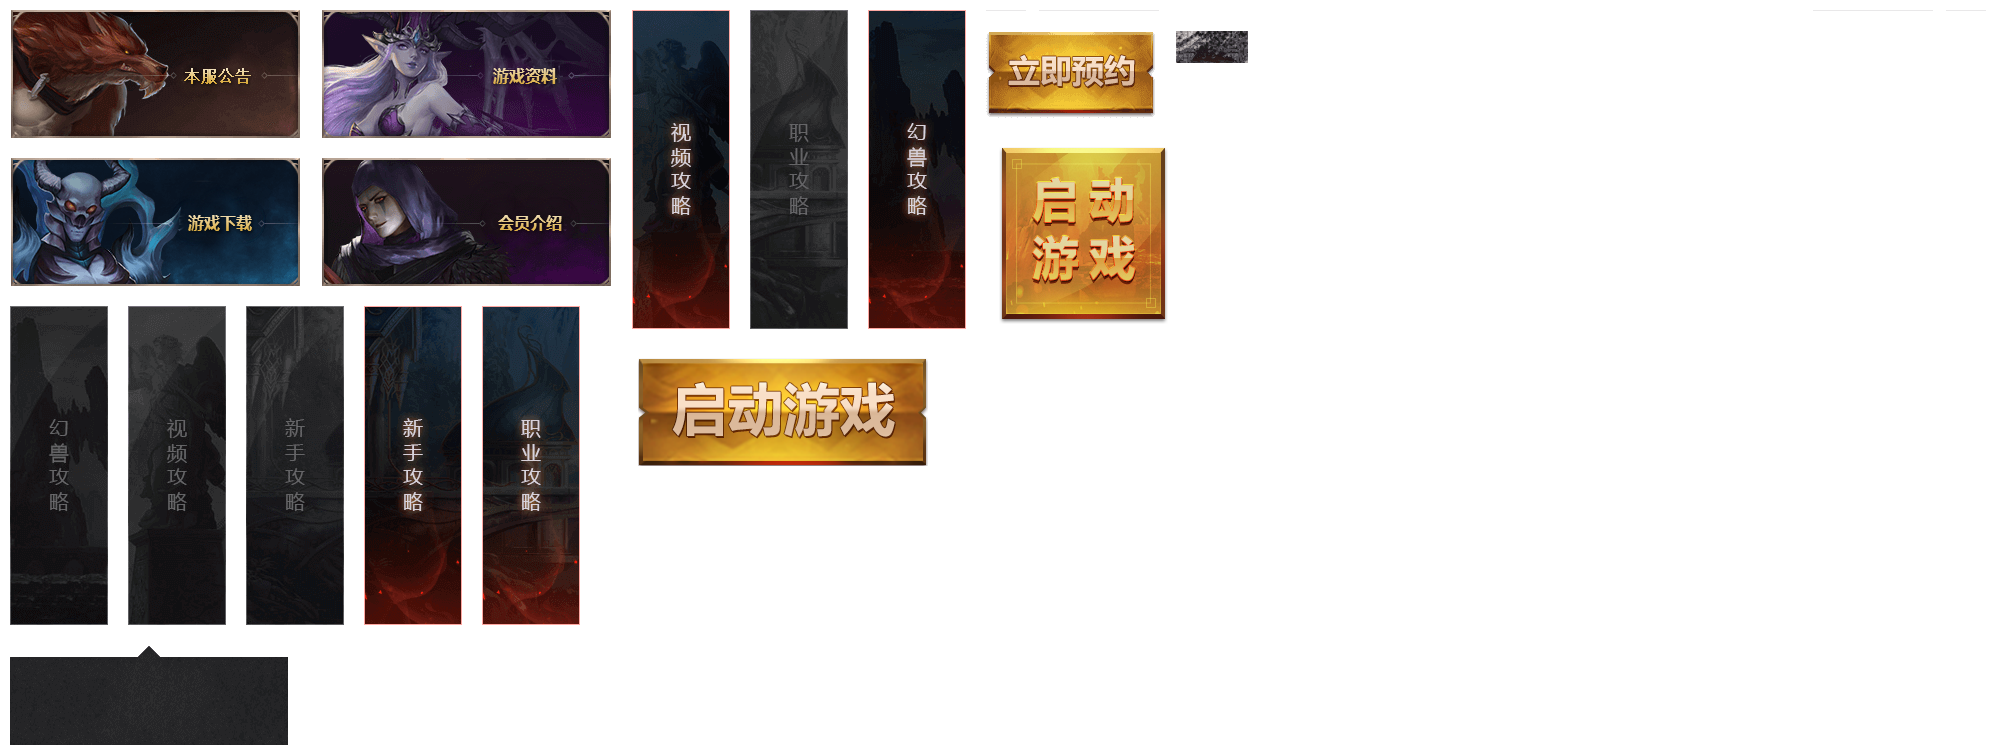 本服公告
游戏资料
游戏下载
会员介绍
视频攻略
职业攻略
幻兽攻略
立即预约
启动
游戏
幻兽攻略
视频攻略
新手攻略
新手攻略
职业攻略
启动游戏